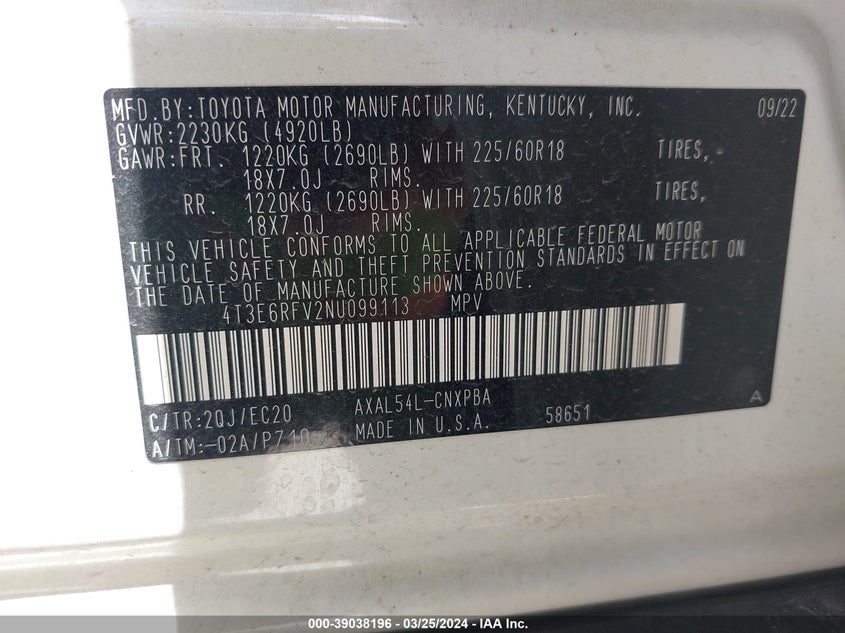 MFD.BY:TOYOTA MOTOR MANUFACTURING, KENTUCKY, INC. 09/22
GVWR:2230KG (4920LB)
GAWR:FRT. 1220KG (2690LB) WITH 225/60R18 TIRES,
18X7.0J RIMS.
RR. 1220KG (2690LB) WITH 225/60R18 TIRES,
18X7.0J RIMS.
THIS VEHICLE CONFORMS TO ALL APPLICABLE FEDERAL MOTOR
VEHICLE SAFETY AND THEFT PREVENTION STANDARDS IN EFFECT ON
THE DATE OF MANUFACTURE SHOWN ABOVE.
4T3E6RFV2NU099113 MPV
C/TR:2QJ/EC20 AXAL54L-CNXPBA A
A/TM:-02A/P710 MADE IN U.S.A. 58651
000-39038196 - 03/25/2024 - IAA Inc.